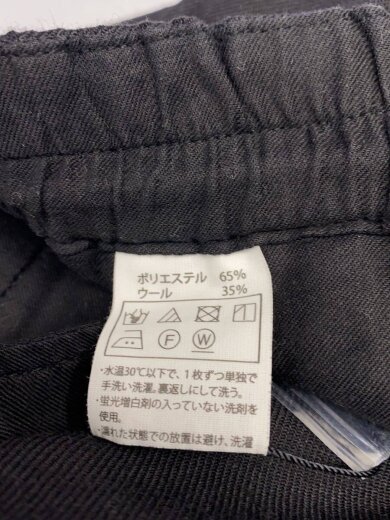 ポリエステル 65%
ウール 35%
F W
・水温30℃以下で、1枚ずつ単独で
手洗い洗濯。裏返しにして洗う。
・蛍光増白剤の入っていない洗剤を
使用。
・濡れた状態での放置は避け、洗濯